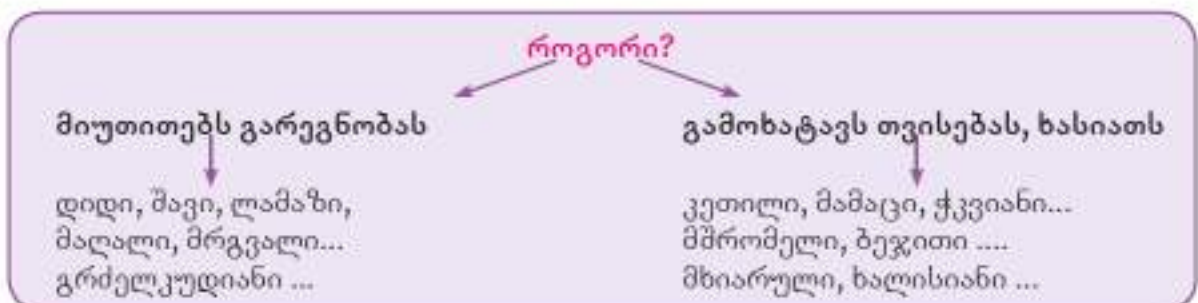 როგორი?
მიუთითებს გარეგნობას
დიდი, შავი, ლამაზი,
მაღალი, მრგვალი...
გრძელკუდიანი ...
გამოხატავს თვისებას, ხასიათს
კეთილი, მამაცი, ჭკვიანი...
მშრომელი, ბეჯითი ....
მხიარული, ხალისიანი ...